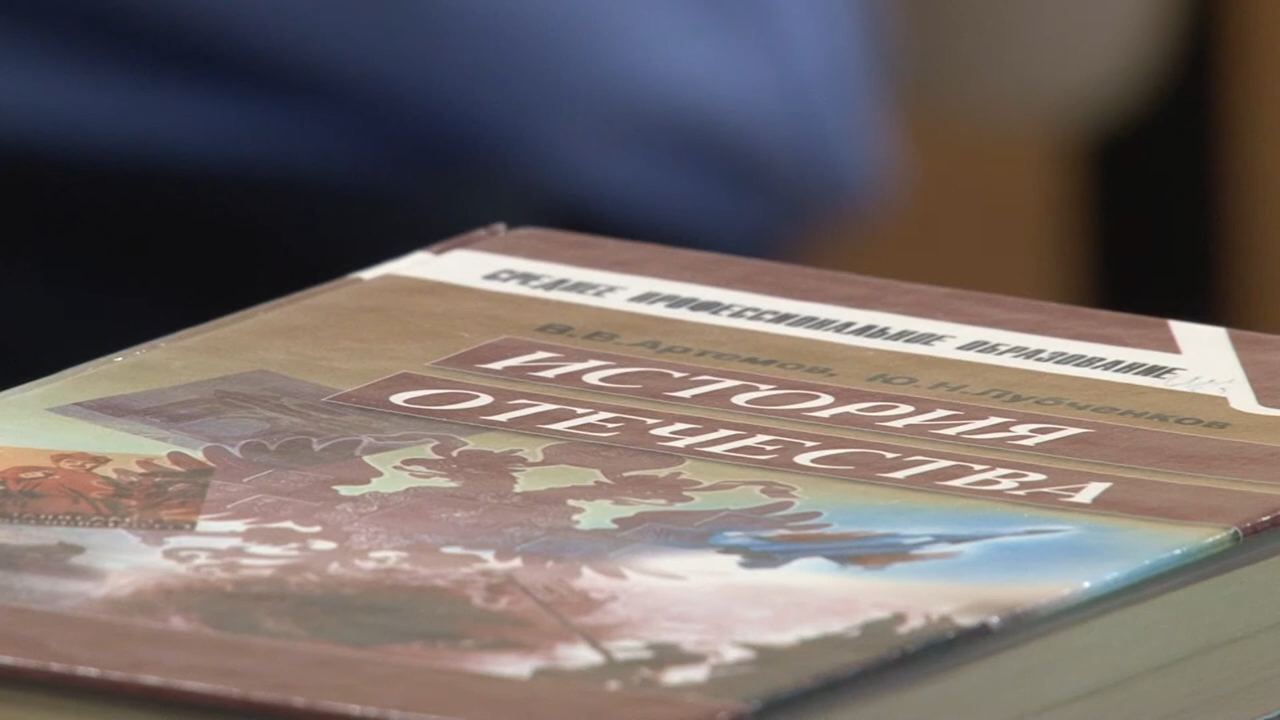 СРЕДНЕЕ ПРОФЕССИОНАЛЬНОЕ ОБРАЗОВАНИЕ
В.В.Артемов, Ю.Н.Лубченков
ИСТОРИЯ
ОТЕЧЕСТВА